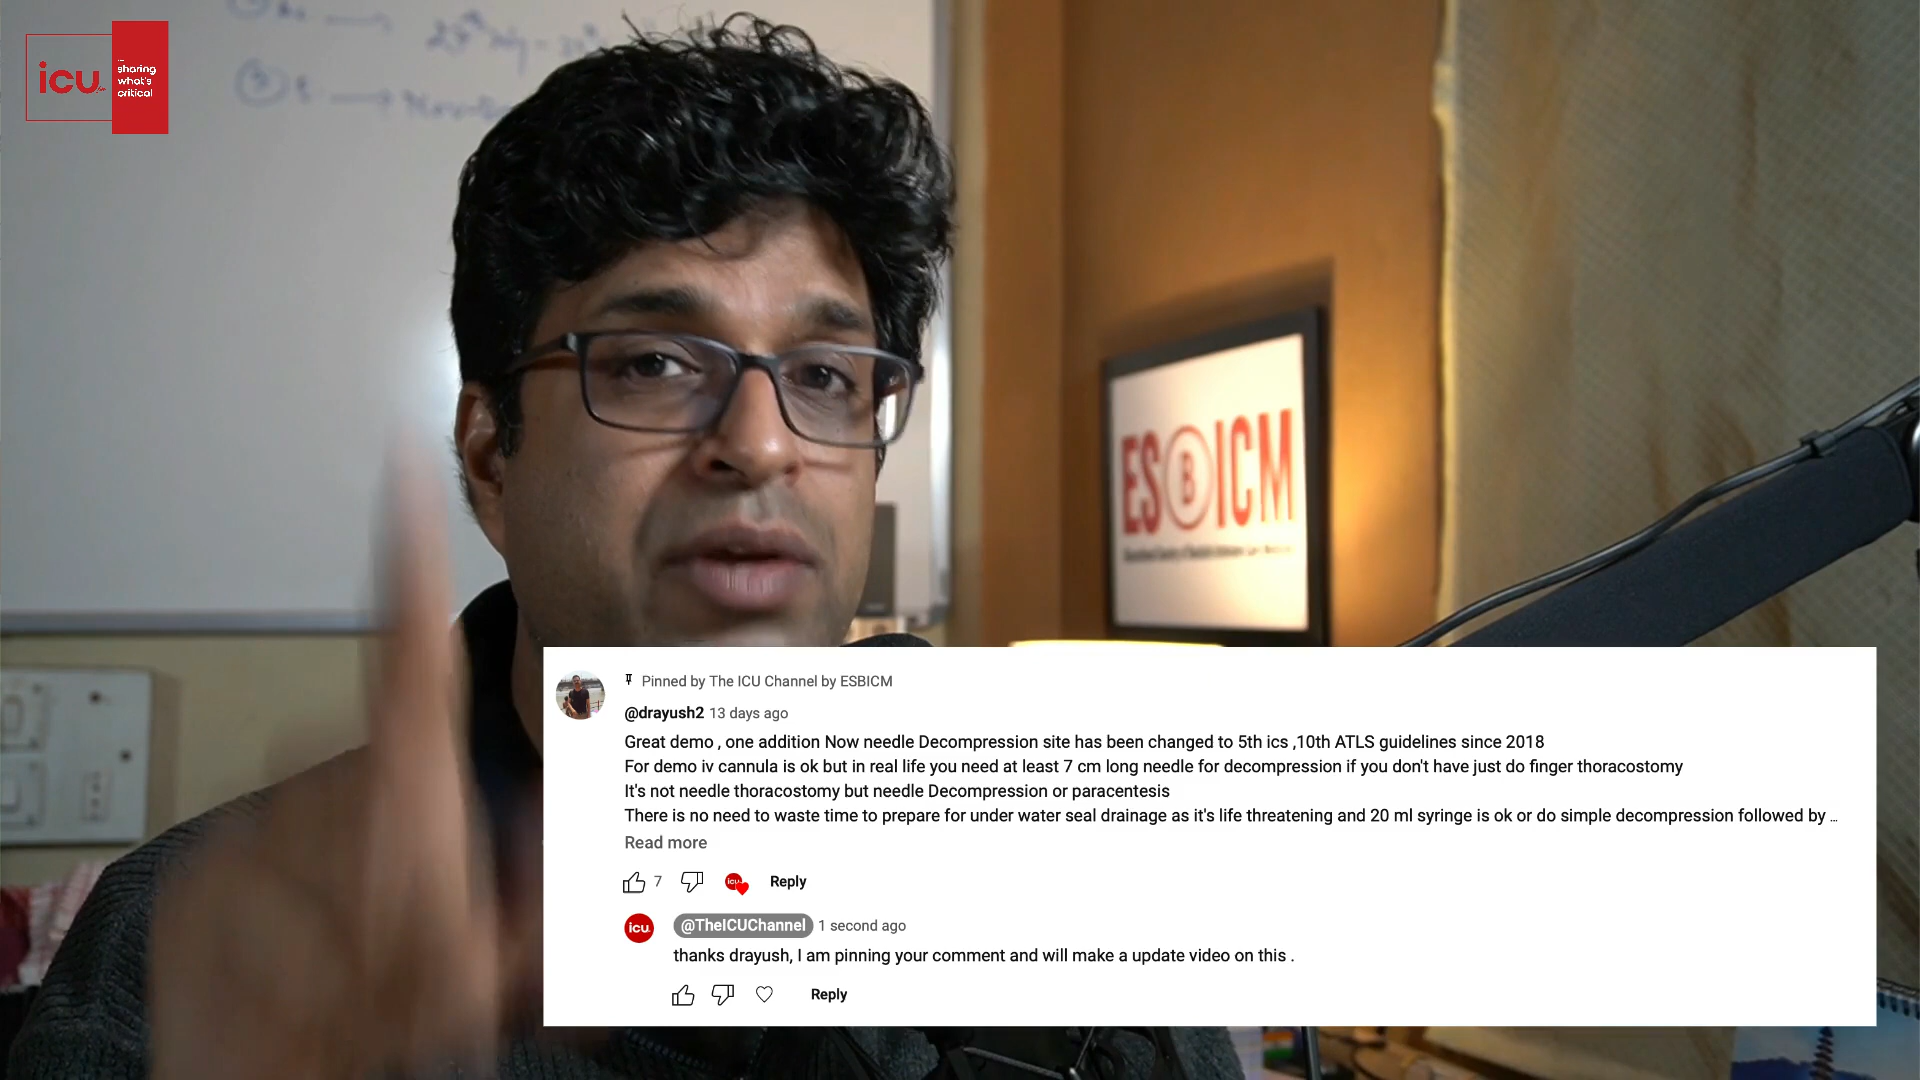 icu
sharing
what's
critical
ESBICM
Pinned by The ICU Channel by ESBICM
@drayush2 13 days ago
Great demo , one addition Now needle Decompression site has been changed to 5th ics ,10th ATLS guidelines since 2018
For demo iv cannula is ok but in real life you need at least 7 cm long needle for decompression if you don't have just do finger thoracostomy
It's not needle thoracostomy but needle Decompression or paracentesis
There is no need to waste time to prepare for under water seal drainage as it's life threatening and 20 ml syringe is ok or do simple decompression followed by ...
Read more
7 icu Reply
icu @TheICUChannel 1 second ago
thanks drayush, I am pinning your comment and will make a update video on this .
Reply